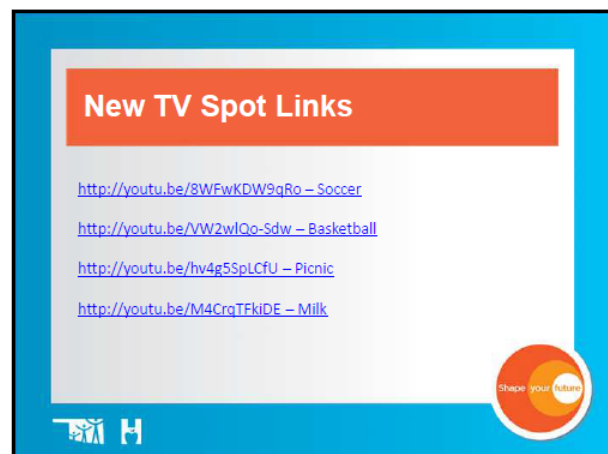 New TV Spot Links
http://youtu.be/8WFwKDW9qRo – Soccer
http://youtu.be/VW2wlQo-Sdw – Basketball
http://youtu.be/hv4g5SpLCfU – Picnic
http://youtu.be/M4CrqTFkiDE – Milk
Shape your future